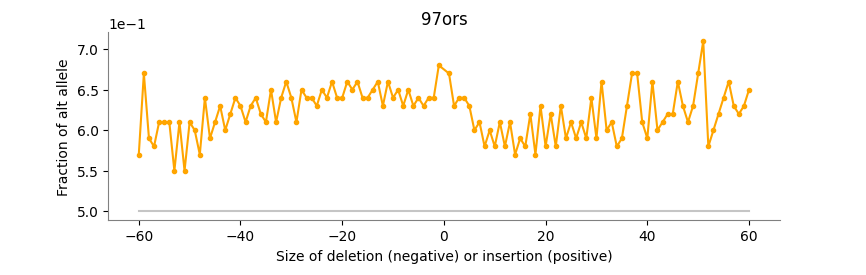 97ors
1e−1
7.0
6.5
6.0
5.5
5.0
Fraction of alt allele
−60 −40 −20 0 20 40 60
Size of deletion (negative) or insertion (positive)